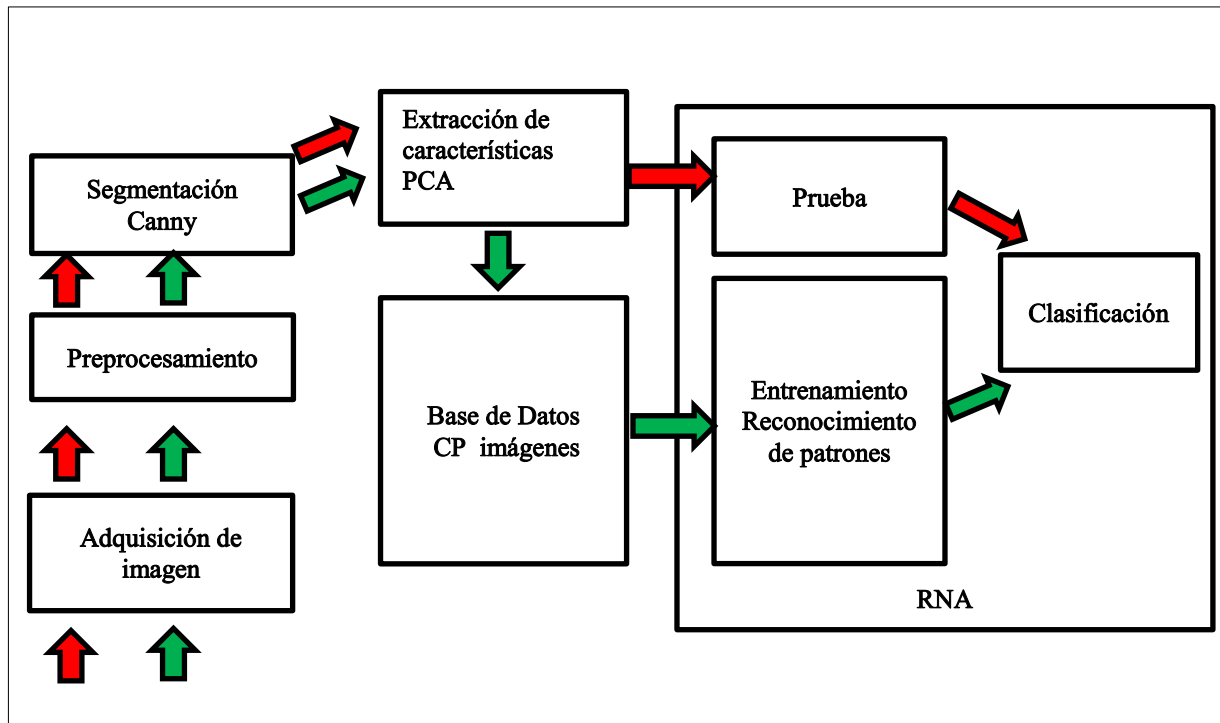 Segmentación
Canny
Preprocesamiento
Adquisición de
imagen
Extracción de
características
PCA
Base de Datos
CP imágenes
Prueba
Entrenamiento
Reconocimiento
de patrones
Clasificación
RNA